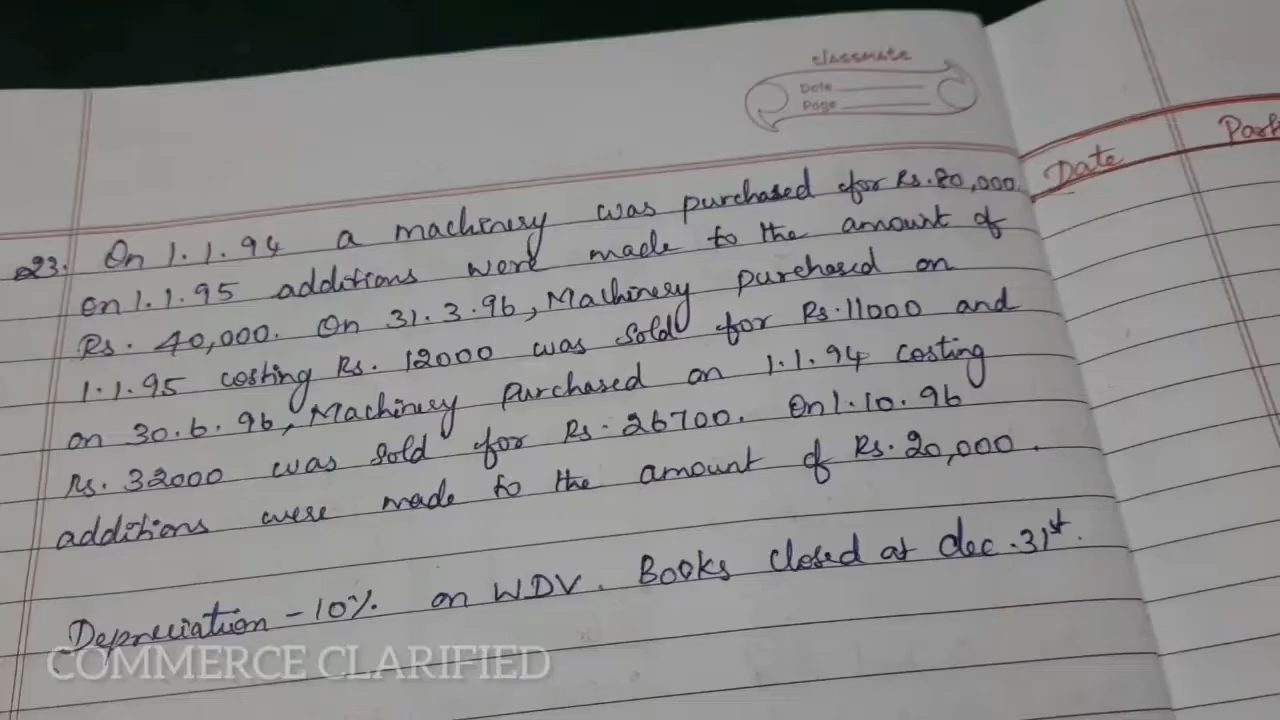 classmate
Date
Page
Date
23. On 1.1.94 a machinery was purchased for Rs.80,000
on 1.1.95 additions were made to the amount of
Rs. 40,000. On 31.3.96, Machinery purchased on
1.1.95 costing Rs. 12000 was sold for Rs.11000 and
on 30.6.96, Machinery purchased on 1.1.94 costing
Rs. 32000 was sold for Rs.26700. On 1.10.96
additions were made to the amount of Rs.20,000.
Depreciation - 10% on WDV. Books closed at dec.31st.
COMMERCE CLARIFIED